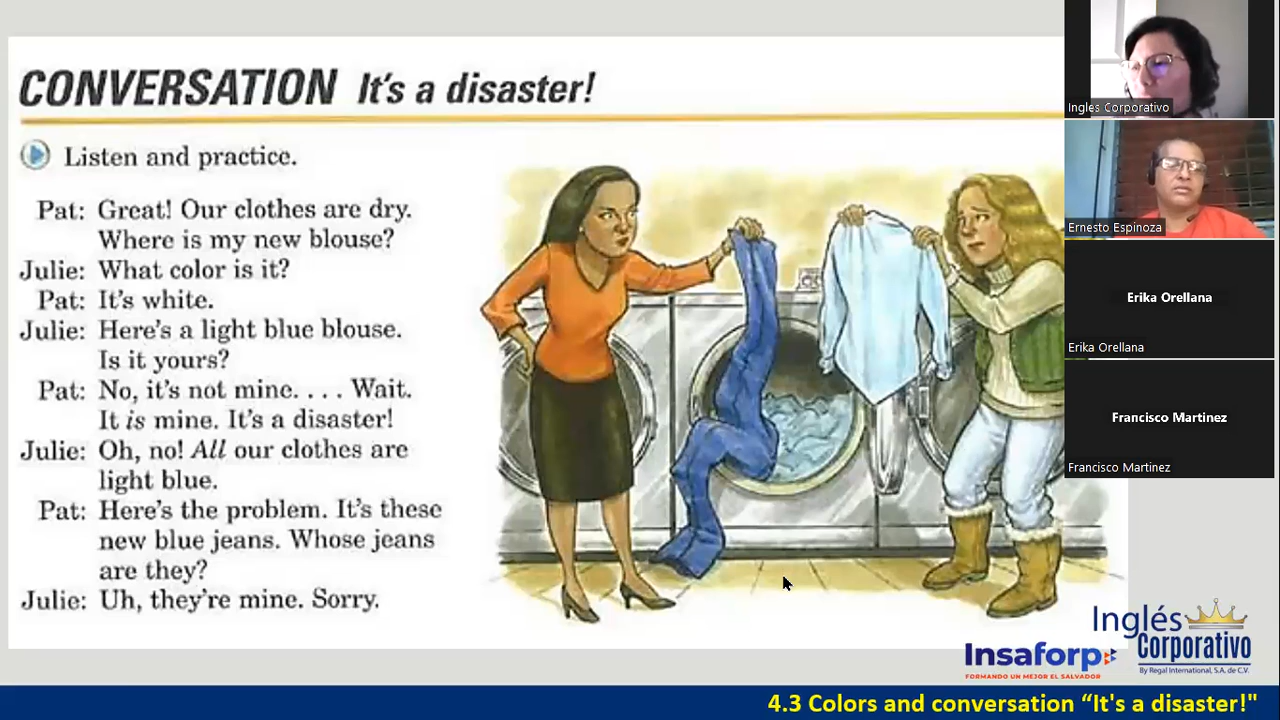 CONVERSATION It's a disaster!
Listen and practice.
Pat: Great! Our clothes are dry.
Where is my new blouse?
Julie: What color is it?
Pat: It's white.
Julie: Here's a light blue blouse.
Is it yours?
Pat: No, it's not mine. . . . Wait.
It is mine. It's a disaster!
Julie: Oh, no! All our clothes are
light blue.
Pat: Here's the problem. It's these
new blue jeans. Whose jeans
are they?
Julie: Uh, they're mine. Sorry.
Ingles Corporativo
Ernesto Espinoza
Erika Orellana
Erika Orellana
Francisco Martinez
Francisco Martinez
Inglés
Corporativo
By Regal International, S.A. de C.V.
Insaforp
FORMANDO UN MEJOR EL SALVADOR
4.3 Colors and conversation “It's a disaster!"